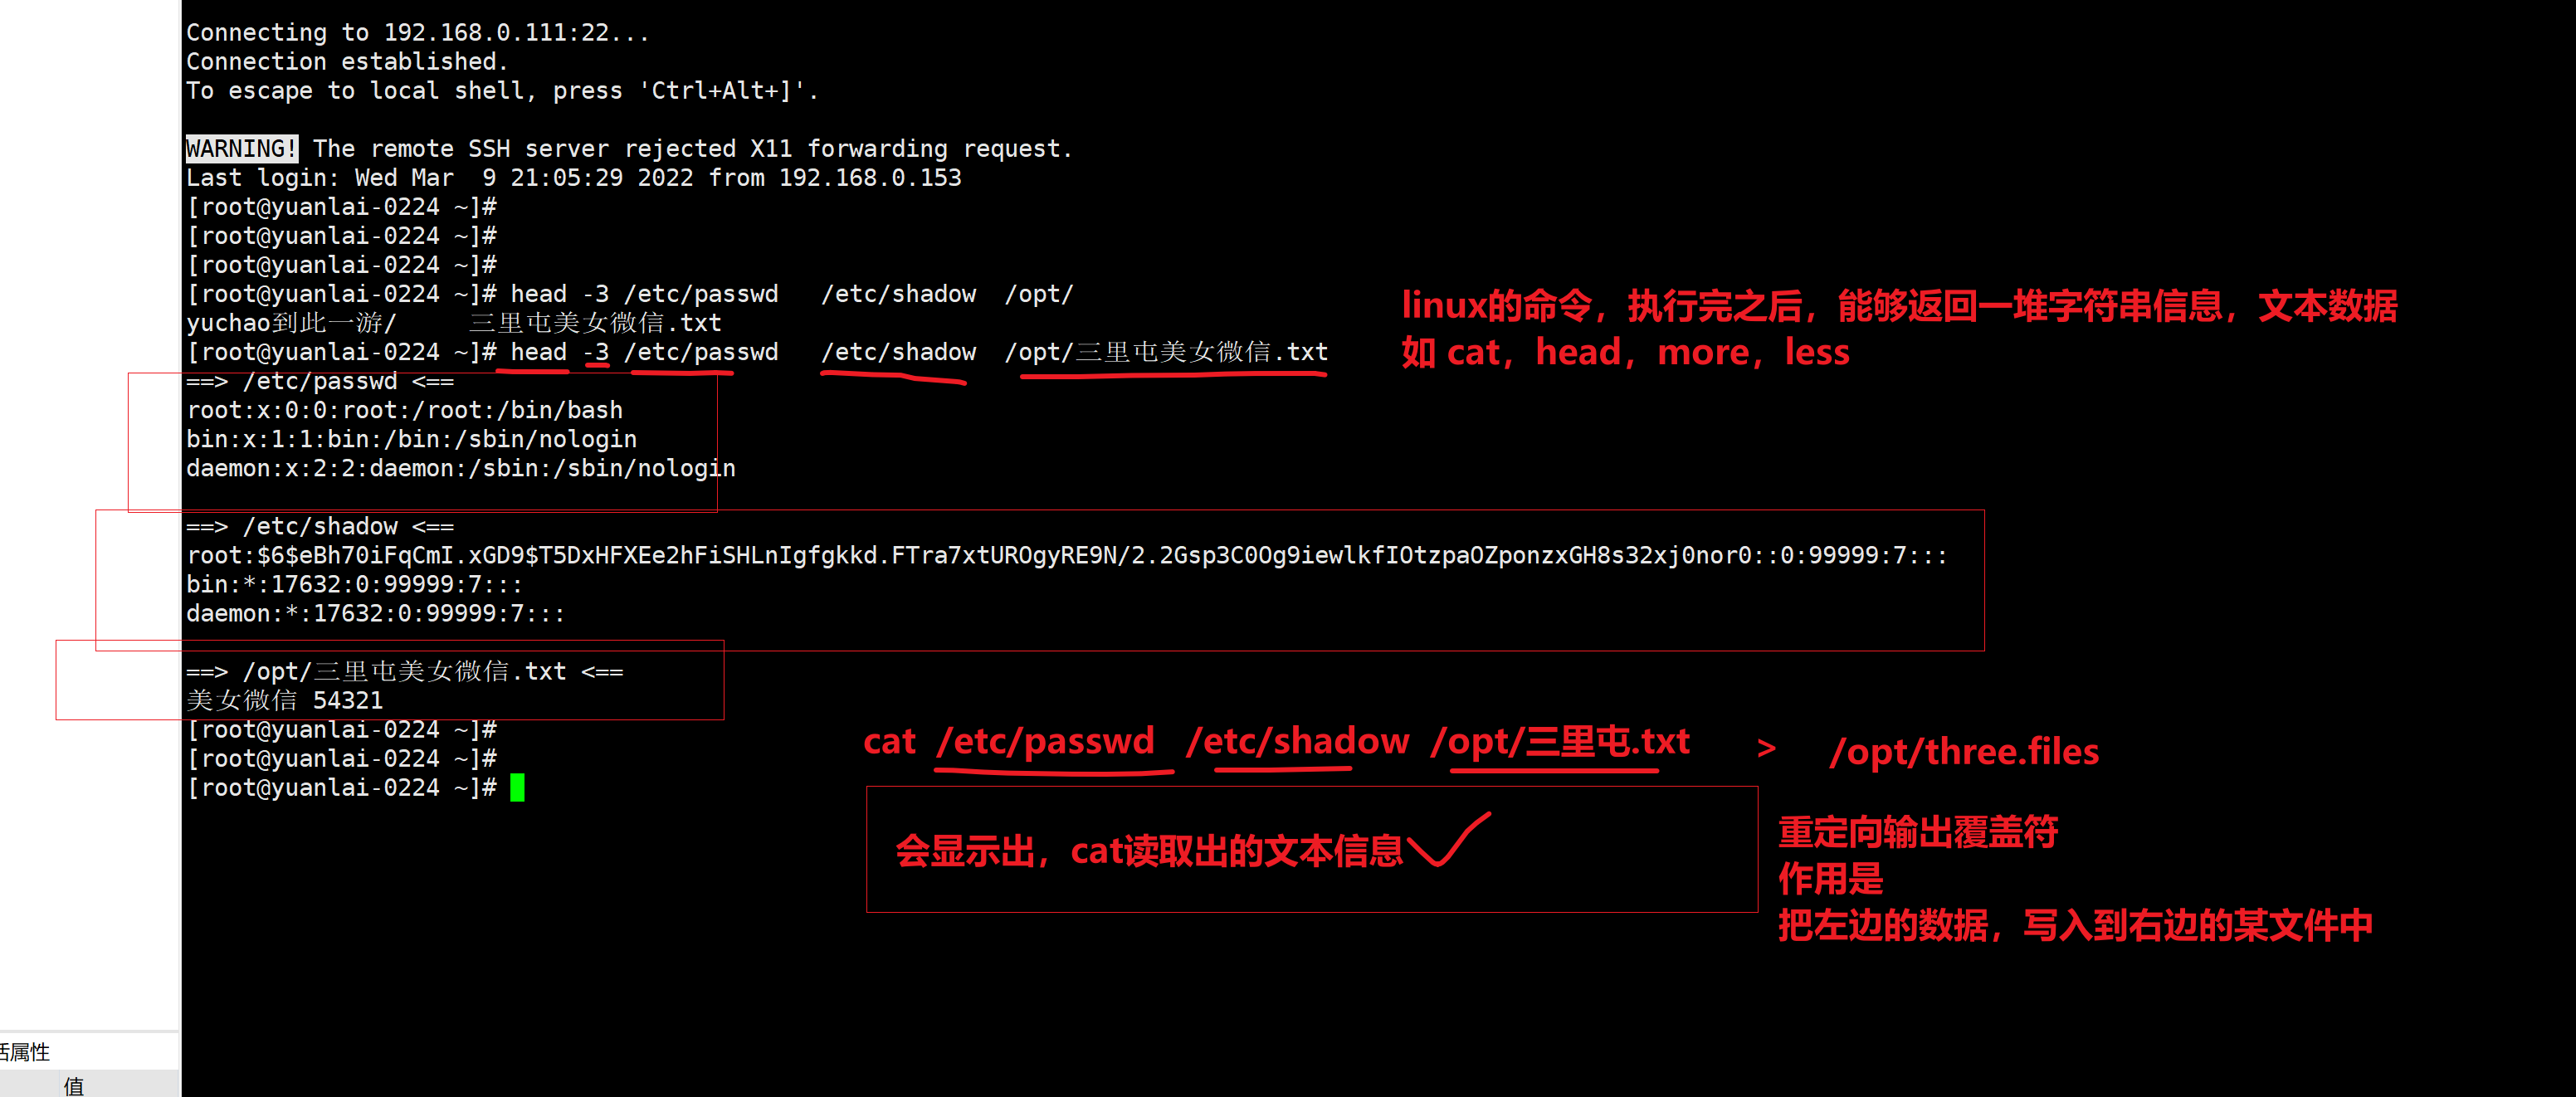 Connecting to 192.168.0.111:22...
Connection established.
To escape to local shell, press 'Ctrl+Alt+]'.
WARNING! The remote SSH server rejected X11 forwarding request.
Last login: Wed Mar  9 21:05:29 2022 from 192.168.0.153
[root@yuanlai-0224 ~]#
[root@yuanlai-0224 ~]#
[root@yuanlai-0224 ~]#
[root@yuanlai-0224 ~]# head -3 /etc/passwd   /etc/shadow  /opt/
yuchao到此一游/     三里屯美女微信.txt
[root@yuanlai-0224 ~]# head -3 /etc/passwd   /etc/shadow  /opt/三里屯美女微信.txt
linux的命令，执行完之后，能够返回一堆字符串信息，文本数据
如 cat，head，more，less
==> /etc/passwd <==
root:x:0:0:root:/root:/bin/bash
bin:x:1:1:bin:/bin:/sbin/nologin
daemon:x:2:2:daemon:/sbin:/sbin/nologin
==> /etc/shadow <==
root:$6$eBh70iFqCmI.xGD9$T5DxHFXEe2hFiSHLnIgfgkkd.FTra7xtUROgyRE9N/2.2Gsp3C0Og9iewlkfIOtzpaOZponzxGH8s32xj0nor0::0:99999:7:::
bin:*:17632:0:99999:7:::
daemon:*:17632:0:99999:7:::
==> /opt/三里屯美女微信.txt <==
美女微信 54321
[root@yuanlai-0224 ~]#
[root@yuanlai-0224 ~]#
[root@yuanlai-0224 ~]#
cat  /etc/passwd  /etc/shadow  /opt/三里屯.txt    >    /opt/three.files
会显示出，cat读取出的文本信息
重定向输出覆盖符
作用是
把左边的数据，写入到右边的某文件中
活属性
值